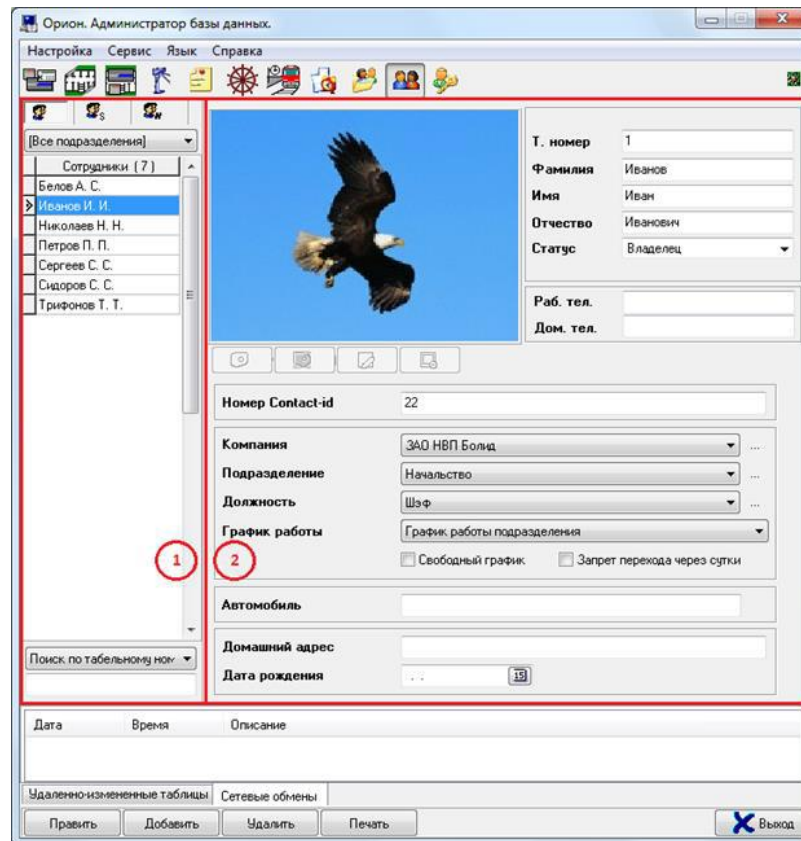 Орион. Администратор базы данных.
Настройка Сервис Язык Справка
S N
[Все подразделения]
Сотрудники (7)
Белов А. С.
Иванов И. И.
Николаев Н. Н.
Петров П. П.
Сергеев С. С.
Сидоров С. С.
Трифонов Т. Т.
1
Поиск по табельному ном
Т. номер 1
Фамилия Иванов
Имя Иван
Отчество Иванович
Статус Владелец
Раб. тел.
Дом. тел.
Номер Contact-id 22
Компания ЗАО НВП Болид ...
Подразделение Начальство ...
Должность Шэф ...
График работы График работы подразделения
2
Свободный график Запрет перехода через сутки
Автомобиль
Домашний адрес
Дата рождения . . 15
Дата Время Описание
Удаленно-измененные таблицы Сетевые обмены
Править Добавить Удалить Печать Выход